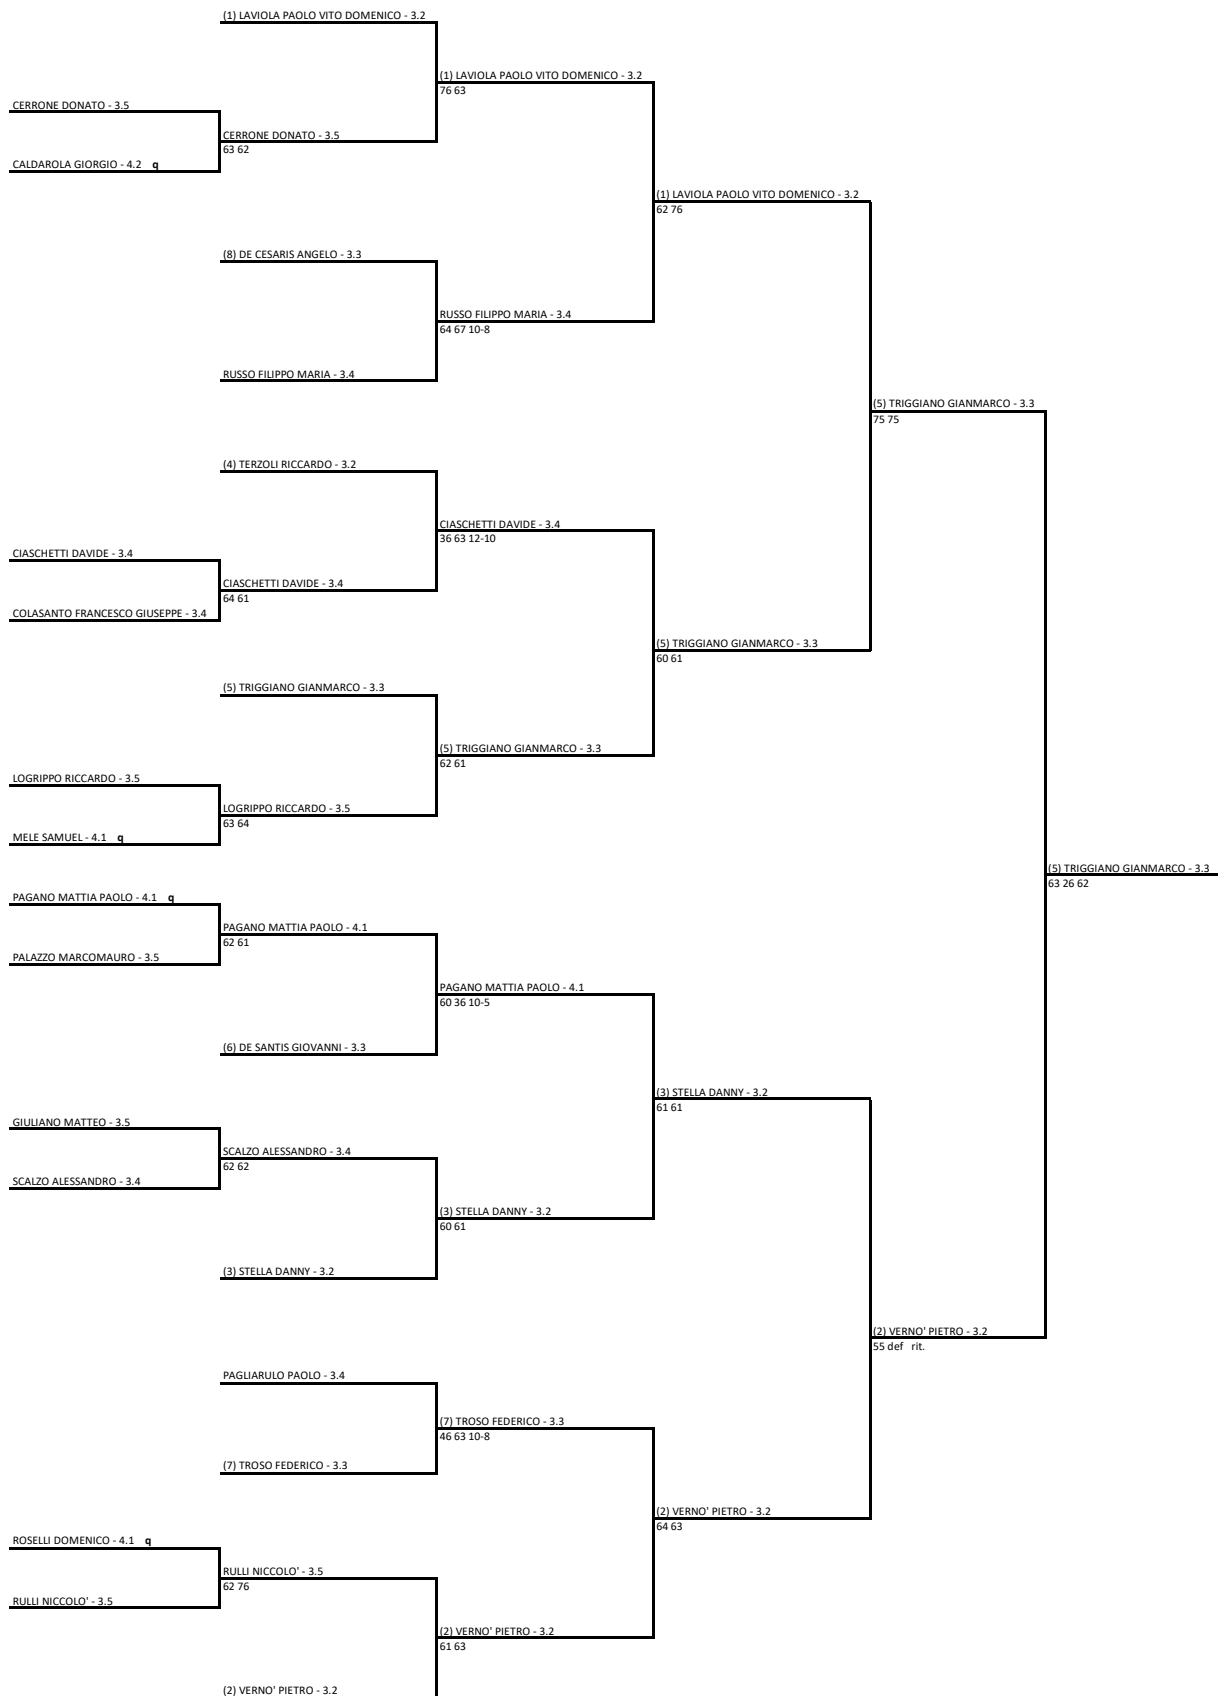 (1) LAVIOLA PAOLO VITO DOMENICO - 3.2
(1) LAVIOLA PAOLO VITO DOMENICO - 3.2
76 63
CERRONE DONATO - 3.5
CERRONE DONATO - 3.5
63 62
CALDAROLA GIORGIO - 4.2 q
(1) LAVIOLA PAOLO VITO DOMENICO - 3.2
62 76
(8) DE CESARIS ANGELO - 3.3
RUSSO FILIPPO MARIA - 3.4
64 67 10-8
RUSSO FILIPPO MARIA - 3.4
(5) TRIGGIANO GIANMARCO - 3.3
75 75
(4) TERZOLI RICCARDO - 3.2
CIASCHETTI DAVIDE - 3.4
36 63 12-10
CIASCHETTI DAVIDE - 3.4
CIASCHETTI DAVIDE - 3.4
64 61
COLASANTO FRANCESCO GIUSEPPE - 3.4
(5) TRIGGIANO GIANMARCO - 3.3
60 61
(5) TRIGGIANO GIANMARCO - 3.3
(5) TRIGGIANO GIANMARCO - 3.3
62 61
LOGRIPPO RICCARDO - 3.5
LOGRIPPO RICCARDO - 3.5
63 64
MELE SAMUEL - 4.1 q
(5) TRIGGIANO GIANMARCO - 3.3
63 26 62
PAGANO MATTIA PAOLO - 4.1 q
PAGANO MATTIA PAOLO - 4.1
62 61
PALAZZO MARCOMAURO - 3.5
PAGANO MATTIA PAOLO - 4.1
60 36 10-5
(6) DE SANTIS GIOVANNI - 3.3
(3) STELLA DANNY - 3.2
61 61
GIULIANO MATTEO - 3.5
SCALZO ALESSANDRO - 3.4
62 62
SCALZO ALESSANDRO - 3.4
(3) STELLA DANNY - 3.2
60 61
(3) STELLA DANNY - 3.2
(2) VERNO' PIETRO - 3.2
55 def rit.
PAGLIARULO PAOLO - 3.4
(7) TROSO FEDERICO - 3.3
46 63 10-8
(7) TROSO FEDERICO - 3.3
(2) VERNO' PIETRO - 3.2
64 63
ROSELLI DOMENICO - 4.1 q
RULLI NICCOLO' - 3.5
62 76
RULLI NICCOLO' - 3.5
(2) VERNO' PIETRO - 3.2
61 63
(2) VERNO' PIETRO - 3.2